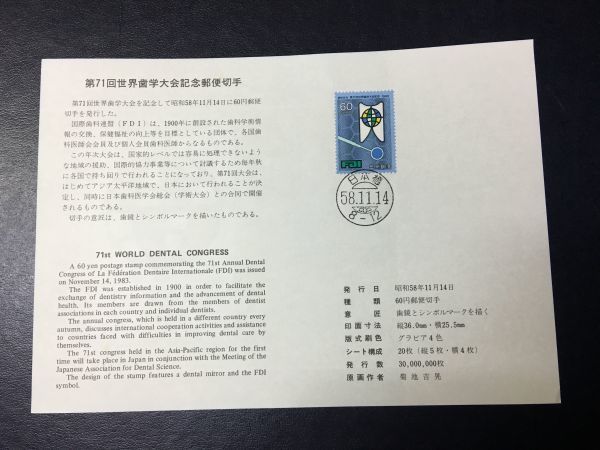 第71回世界歯学大会記念郵便切手
第71回世界歯学大会を記念して昭和58年11月14日に60円郵便
切手を発行した。
国際歯科連盟(FDI)は、1900年に創設された歯科学術情
報の交換、保健福祉の向上等を目標としている団体で、各国歯
科医師会会員及び個人会員歯科医師からなるものである。
この年次大会は、国家的レベルでは容易に処理できないよう
な地域の援助、国際的協力事業等について討議するため毎年秋
に各国で持ち回りで行われることになっており、第71回大会は、
はじめてアジア太平洋地域で、日本において行われることが決
定し、同時に日本歯科医学会総会(学術大会)との合同で開催
されるものである。
切手の意匠は、歯鏡とシンボルマークを描いたものである。
71st WORLD DENTAL CONGRESS
A 60 yen postage stamp commemorating the 71st Annual Dental
Congress of La Fédération Dentaire Internationale (FDI) was issued
on November 14, 1983.
The FDI was established in 1900 in order to facilitate the
exchange of dentistry information and the advancement of dental
health. Its members are drawn from the members of dentist
associations in each country and individual dentists.
The annual congress, which is held in a different country every
autumn, discusses international cooperation activities and assistance
to countries faced with difficulties in improving dental care by
themselves.
The 71st congress held in the Asia-Pacific region for the first
time will take place in Japan in conjunction with the Meeting of the
Japanese Association for Dental Science.
The design of the stamp features a dental mirror and the FDI
symbol.
60
FDI
日本橋
58.11.14
8-12
発行日 昭和58年11月14日
種類 60円郵便切手
意匠 歯鏡とシンボルマークを描く
印面寸法 縦36.0mm・横25.5mm
版式刷色 グラビア4色
シート構成 20枚(縦5枚・横4枚)
発行数 30,000,000枚
原画作者 菊地吉晃